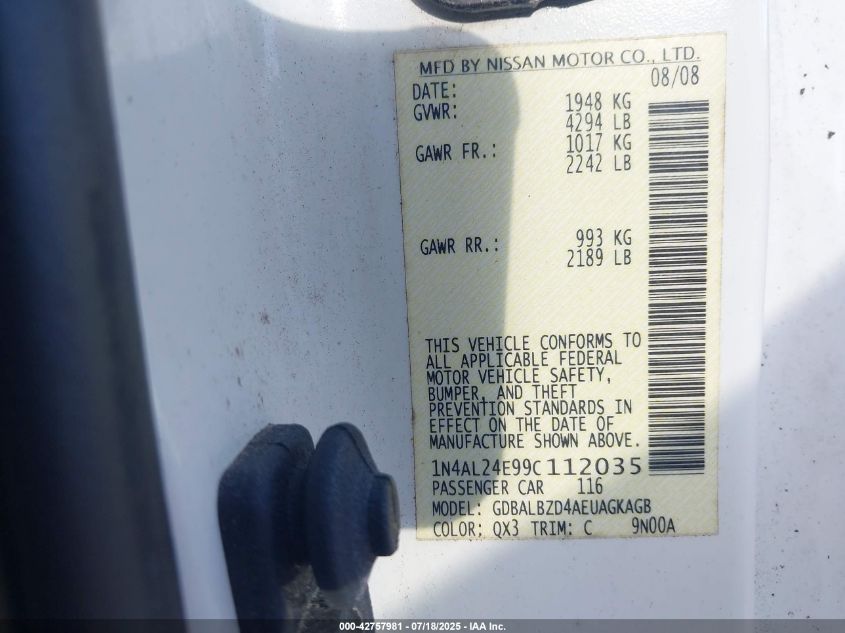 MFD BY NISSAN MOTOR CO., LTD.
DATE: 08/08
GVWR: 1948 KG
4294 LB
GAWR FR.: 1017 KG
2242 LB
GAWR RR.: 993 KG
2189 LB
THIS VEHICLE CONFORMS TO
ALL APPLICABLE FEDERAL
MOTOR VEHICLE SAFETY,
BUMPER, AND THEFT
PREVENTION STANDARDS IN
EFFECT ON THE DATE OF
MANUFACTURE SHOWN ABOVE.
1N4AL24E99C112035
PASSENGER CAR 116
MODEL: GDBALBZD4AEUAGKAGB
COLOR: QX3 TRIM: C 9N00A
000-42757981 / 07/18/2025 - IAA Inc.